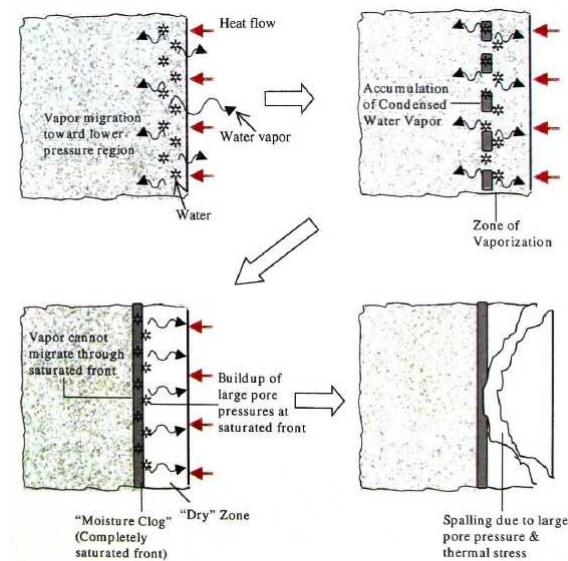 Heat flow
Vapor migration
toward lower-
pressure region
Water vapor
Water
Accumulation
of Condensed
Water Vapor
Zone of
Vaporization
Vapor cannot
migrate through
saturated front
Buildup of
large pore
pressures at
saturated front
"Moisture Clog"
(Completely
saturated front)
"Dry" Zone
Spalling due to large
pore pressure &
thermal stress